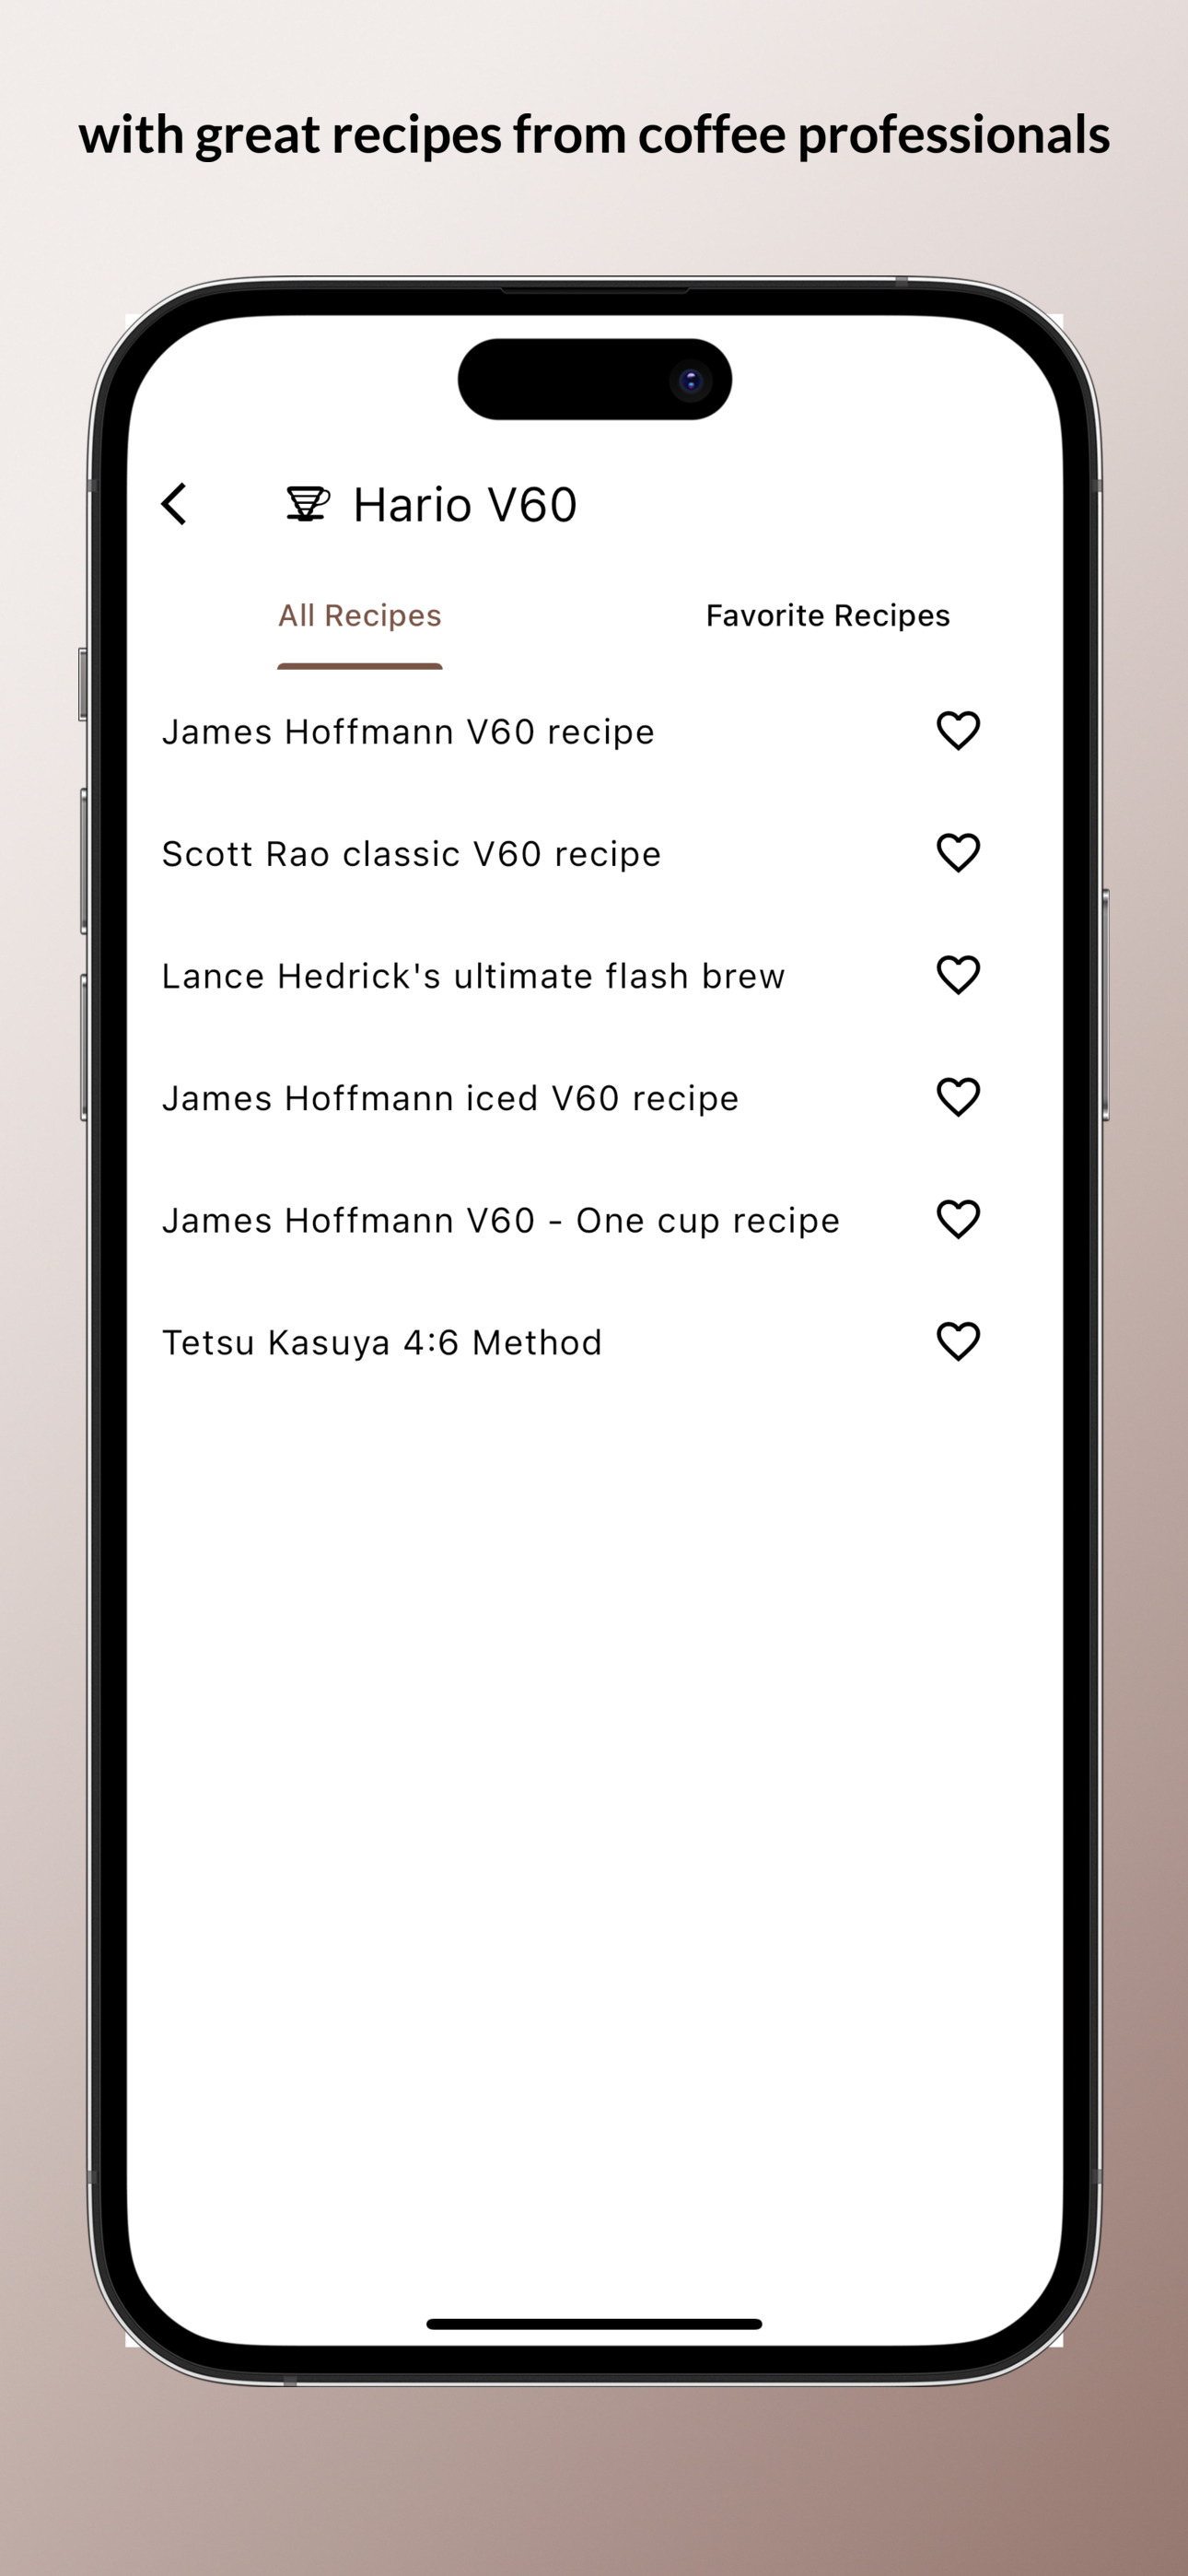 with great recipes from coffee professionals
Hario V60
All Recipes
Favorite Recipes
James Hoffmann V60 recipe
Scott Rao classic V60 recipe
Lance Hedrick's ultimate flash brew
James Hoffmann iced V60 recipe
James Hoffmann V60 - One cup recipe
Tetsu Kasuya 4:6 Method